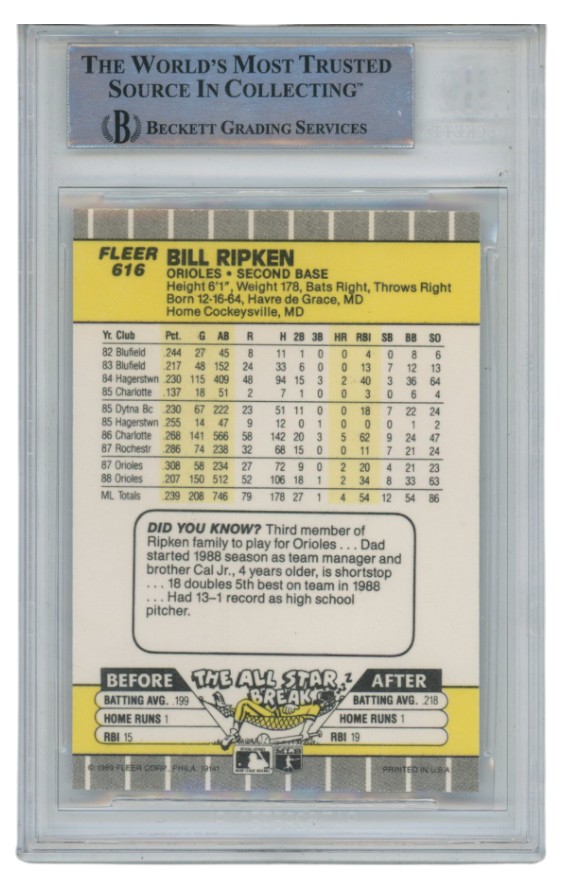 THE WORLD'S MOST TRUSTED
SOURCE IN COLLECTING™
B BECKETT GRADING SERVICES
FLEER
616
BILL RIPKEN
ORIOLES • SECOND BASE
Height 6'1", Weight 178, Bats Right, Throws Right
Born 12-16-64, Havre de Grace, MD
Home Cockeysville, MD
Yr. Club Pct. G AB R H 2B 3B HR RBI SB BB SO
82 Blufield .244 27 45 8 11 1 0 0 4 0 8 6
83 Blufield .217 48 152 24 33 6 0 0 13 7 12 13
84 Hagerstwn .230 115 409 48 94 15 3 2 40 3 36 64
85 Charlotte .137 18 51 2 7 1 0 0 3 0 6 4
85 Dytna Bc .230 67 222 23 51 11 0 0 18 7 22 24
85 Hagerstwn .255 14 47 9 12 0 1 0 0 0 1 2
86 Charlotte .268 141 566 58 142 20 3 5 62 9 24 47
87 Rochestr .286 74 238 32 68 15 0 0 11 7 21 24
87 Orioles .308 58 234 27 72 9 0 2 20 4 21 23
88 Orioles .207 150 512 52 106 18 1 2 34 8 33 63
ML Totals .239 208 746 79 178 27 1 4 54 12 54 86
DID YOU KNOW? Third member of
Ripken family to play for Orioles . . . Dad
started 1988 season as team manager and
brother Cal Jr., 4 years older, is shortstop
. . . 18 doubles 5th best on team in 1988
. . . Had 13–1 record as high school
pitcher.
BEFORE THE ALL STAR BREAK AFTER
BATTING AVG. .199 BATTING AVG. .218
HOME RUNS 1 HOME RUNS 1
RBI 15 RBI 19
© 1989 FLEER CORP., PHILA. 19141 MLB PRINTED IN U.S.A.